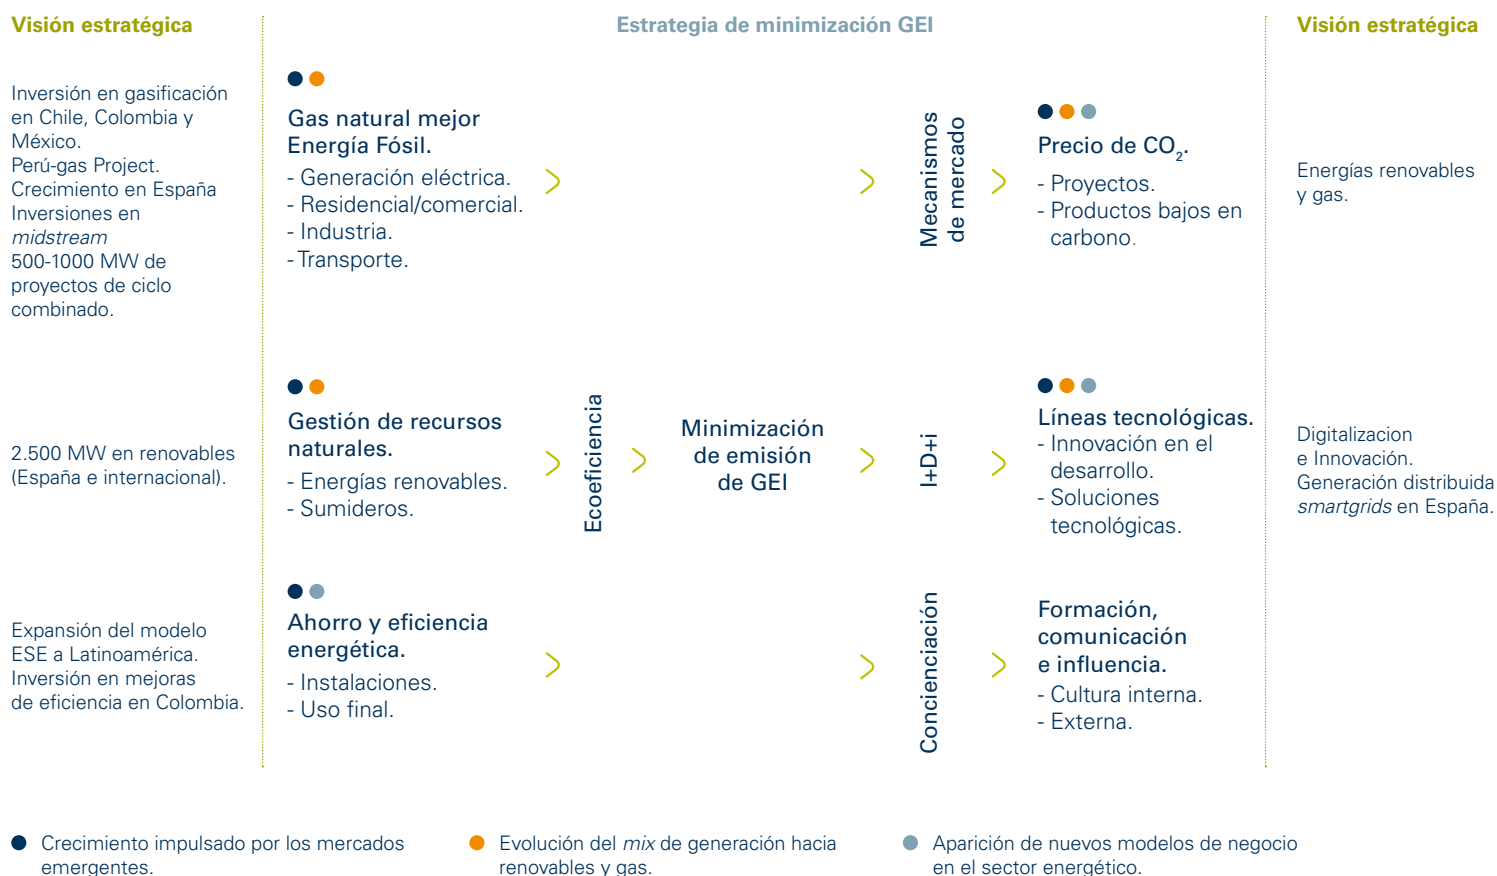 Visión estratégica
Estrategia de minimización GEI
Visión estratégica
Inversión en gasificación
en Chile, Colombia y
México.
Perú-gas Project.
Crecimiento en España
Inversiones en
midstream
500-1000 MW de
proyectos de ciclo
combinado.
Gas natural mejor
Energía Fósil.
- Generación eléctrica.
- Residencial/comercial.
- Industria.
- Transporte.
Mecanismos
de mercado
Precio de CO₂.
- Proyectos.
- Productos bajos en
carbono.
Energías renovables
y gas.
2.500 MW en renovables
(España e internacional).
Gestión de recursos
naturales.
- Energías renovables.
- Sumideros.
Ecoeficiencia
Minimización
de emisión
de GEI
I+D+i
Líneas tecnológicas.
- Innovación en el
desarrollo.
- Soluciones
tecnológicas.
Digitalizacion
e Innovación.
Generación distribuida
smartgrids en España.
Expansión del modelo
ESE a Latinoamérica.
Inversión en mejoras
de eficiencia en Colombia.
Ahorro y eficiencia
energética.
- Instalaciones.
- Uso final.
Concienciación
Formación,
comunicación
e influencia.
- Cultura interna.
- Externa.
Crecimiento impulsado por los mercados
emergentes.
Evolución del mix de generación hacia
renovables y gas.
Aparición de nuevos modelos de negocio
en el sector energético.